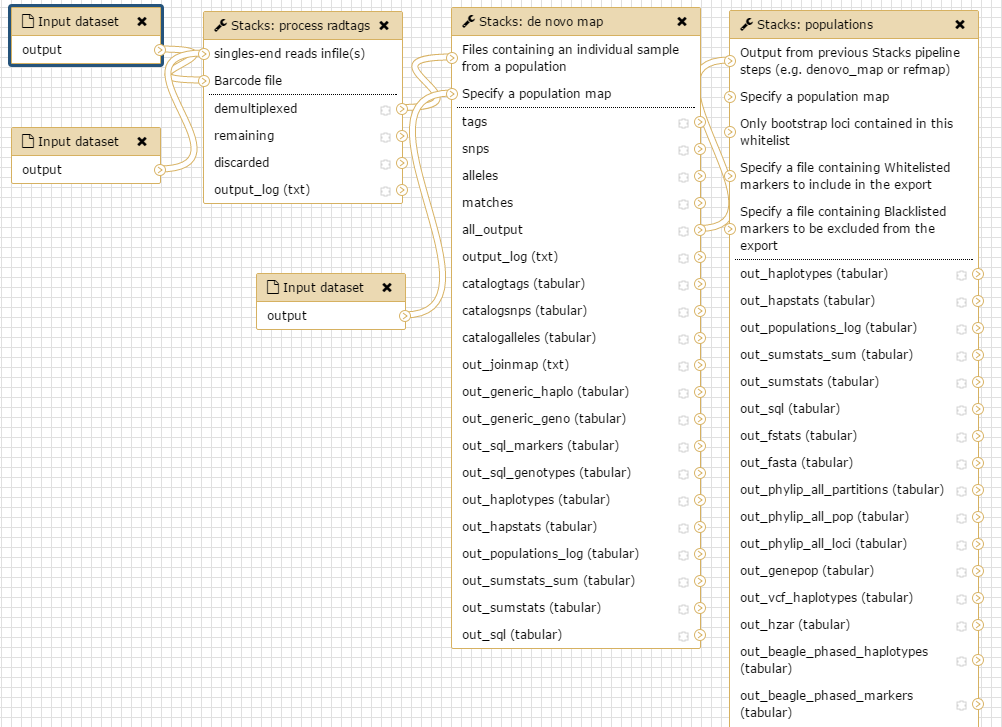 Input dataset
output
Input dataset
output
Stacks: process radtags
singles-end reads infile(s)
Barcode file
demultiplexed
remaining
discarded
output_log (txt)
Input dataset
output
Stacks: de novo map
Files containing an individual sample
from a population
Specify a population map
tags
snps
alleles
matches
all_output
output_log (txt)
catalogtags (tabular)
catalogsnps (tabular)
catalogalleles (tabular)
out_joinmap (txt)
out_generic_haplo (tabular)
out_generic_geno (tabular)
out_sql_markers (tabular)
out_sql_genotypes (tabular)
out_haplotypes (tabular)
out_hapstats (tabular)
out_populations_log (tabular)
out_sumstats_sum (tabular)
out_sumstats (tabular)
out_sql (tabular)
Stacks: populations
Output from previous Stacks pipeline
steps (e.g. denovo_map or refmap)
Specify a population map
Only bootstrap loci contained in this
whitelist
Specify a file containing Whitelisted
markers to include in the export
Specify a file containing Blacklisted
markers to be excluded from the
export
out_haplotypes (tabular)
out_hapstats (tabular)
out_populations_log (tabular)
out_sumstats_sum (tabular)
out_sumstats (tabular)
out_sql (tabular)
out_fstats (tabular)
out_fasta (tabular)
out_phylip_all_partitions (tabular)
out_phylip_all_pop (tabular)
out_phylip_all_loci (tabular)
out_genepop (tabular)
out_vcf_haplotypes (tabular)
out_hzar (tabular)
out_beagle_phased_haplotypes
(tabular)
out_beagle_phased_markers
(tabular)